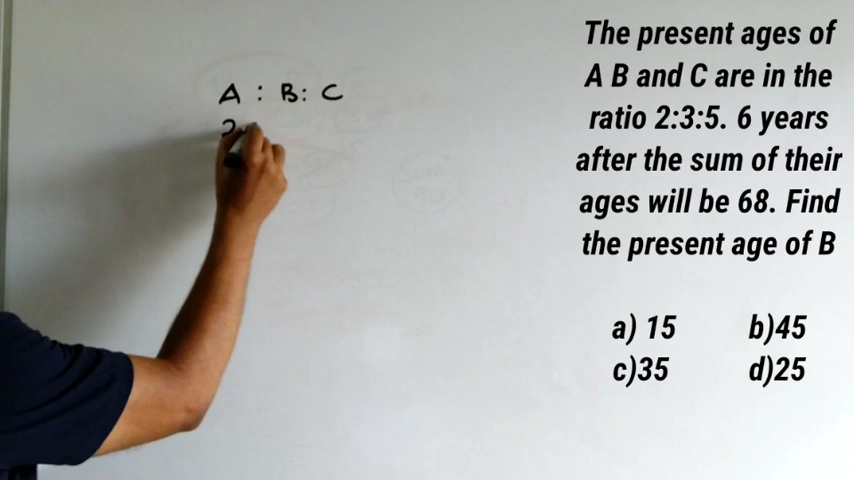 A : B : C
2
The present ages of
A B and C are in the
ratio 2:3:5. 6 years
after the sum of their
ages will be 68. Find
the present age of B
a) 15 b)45
c)35 d)25